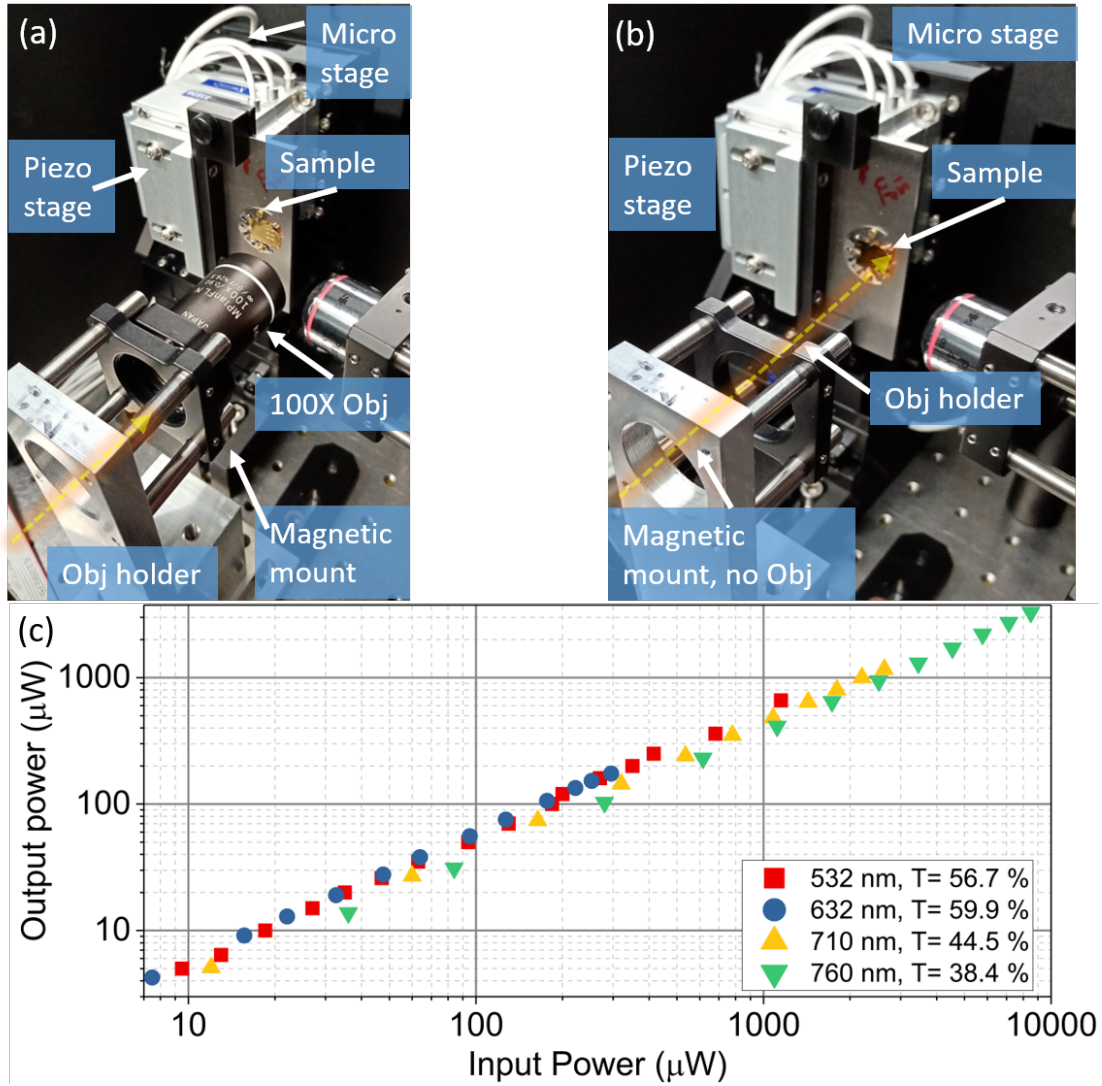 (a)
Micro
stage
Piezo
stage
Sample
MPlanFL N
JAPAN
100X Obj
Obj holder
Magnetic
mount
(b)
Micro stage
Piezo
stage
Sample
Obj holder
Magnetic
mount, no Obj
(c)
Output power (μW)
1000
100
10
532 nm, T= 56.7 %
632 nm, T= 59.9 %
710 nm, T= 44.5 %
760 nm, T= 38.4 %
10
100
1000
10000
Input Power (μW)